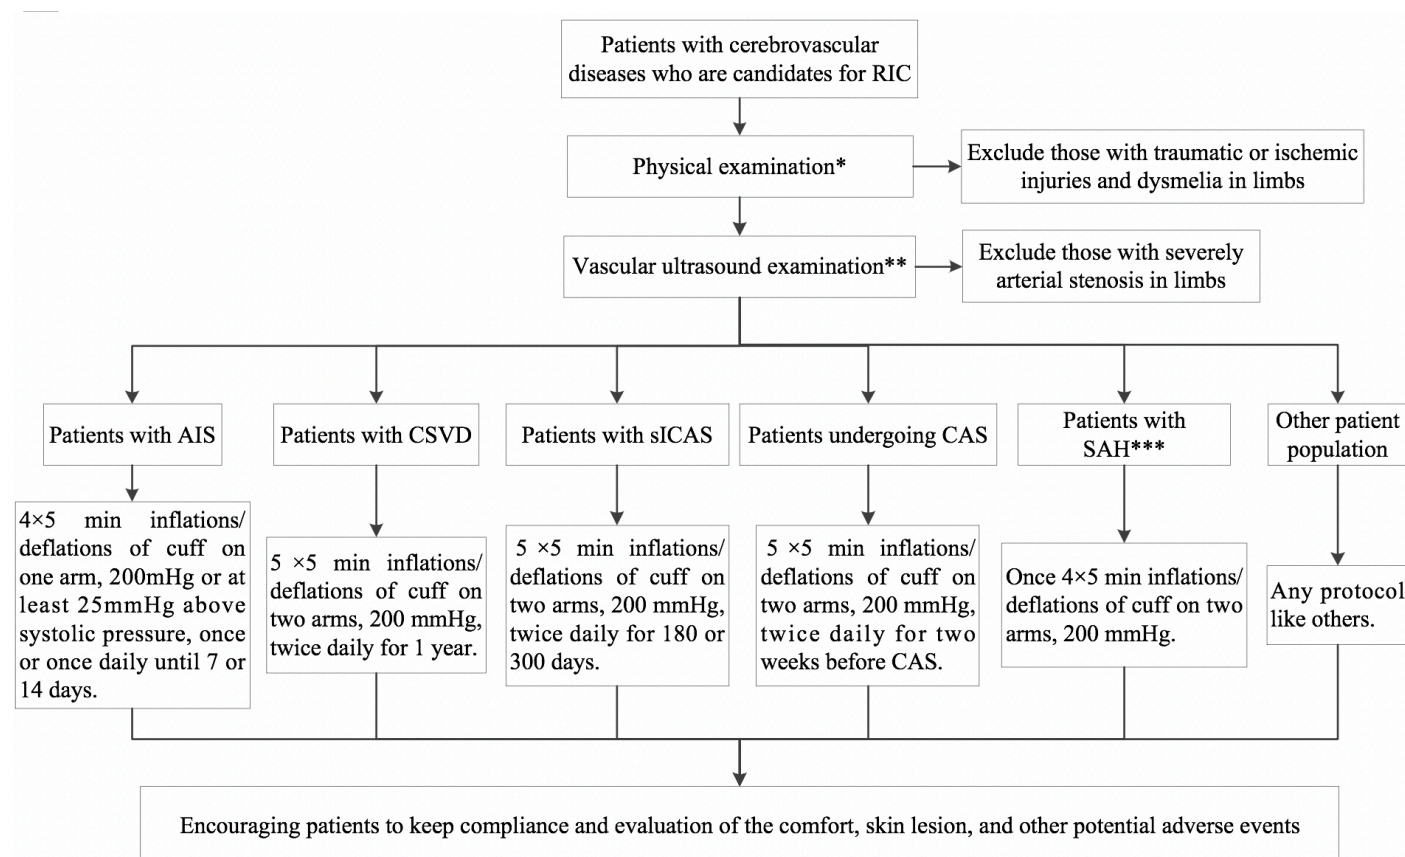 Patients with cerebrovascular
diseases who are candidates for RIC
Physical examination*
Exclude those with traumatic or ischemic
injuries and dysmelia in limbs
Vascular ultrasound examination**
Exclude those with severely
arterial stenosis in limbs
Patients with AIS
Patients with CSVD
Patients with sICAS
Patients undergoing CAS
Patients with
SAH***
Other patient
population
4×5 min inflations/
deflations of cuff on
one arm, 200mHg or at
least 25mmHg above
systolic pressure, once
or once daily until 7 or
14 days.
5 ×5 min inflations/
deflations of cuff on
two arms, 200 mmHg,
twice daily for 1 year.
5 ×5 min inflations/
deflations of cuff on
two arms, 200 mmHg,
twice daily for 180 or
300 days.
5 ×5 min inflations/
deflations of cuff on
two arms, 200 mmHg,
twice daily for two
weeks before CAS.
Once 4×5 min inflations/
deflations of cuff on two
arms, 200 mmHg.
Any protocol
like others.
Encouraging patients to keep compliance and evaluation of the comfort, skin lesion, and other potential adverse events